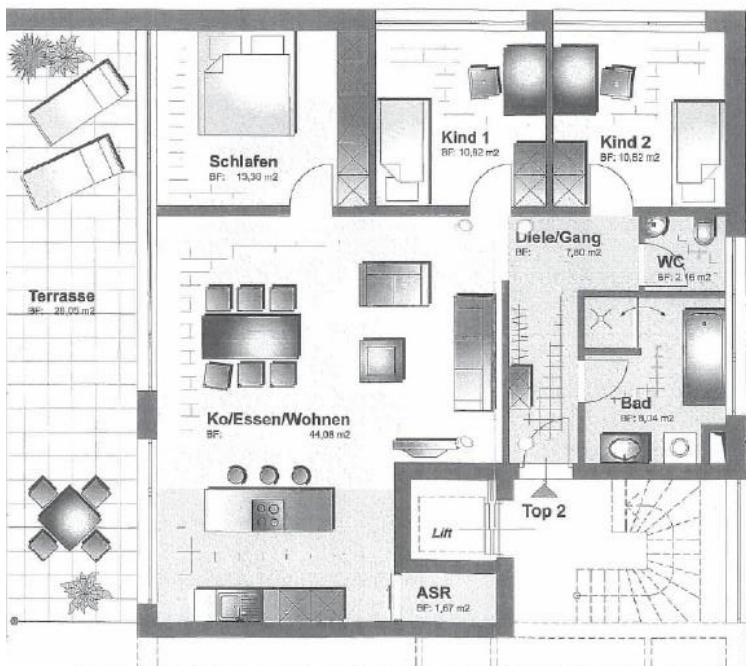 Schlafen
BF: 13,30 m2
Kind 1
BF: 10,82 m2
Kind 2
BF: 10,82 m2
Diele/Gang
BF: 7,80 m2
WC
BF: 2,16 m2
Terrasse
BF: 28,05 m2
Ko/Essen/Wohnen
BF: 44,08 m2
Bad
BF: 8,04 m2
Lift
Top 2
ASR
BF: 1,67 m2